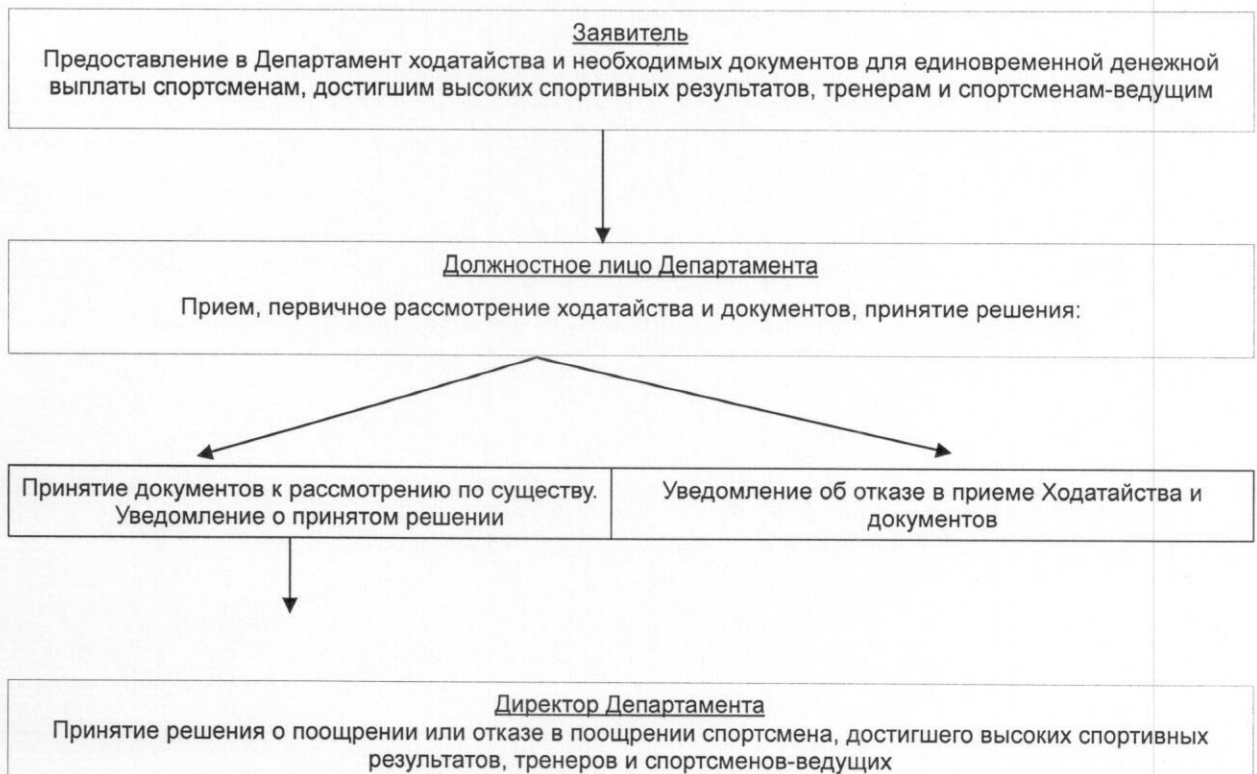 Заявитель
Предоставление в Департамент ходатайства и необходимых документов для единовременной денежной
выплаты спортсменам, достигшим высоких спортивных результатов, тренерам и спортсменам-ведущим
Должностное лицо Департамента
Прием, первичное рассмотрение ходатайства и документов, принятие решения:
Принятие документов к рассмотрению по существу.
Уведомление о принятом решении
Уведомление об отказе в приеме Ходатайства и
документов
Директор Департамента
Принятие решения о поощрении или отказе в поощрении спортсмена, достигшего высоких спортивных
результатов, тренеров и спортсменов-ведущих